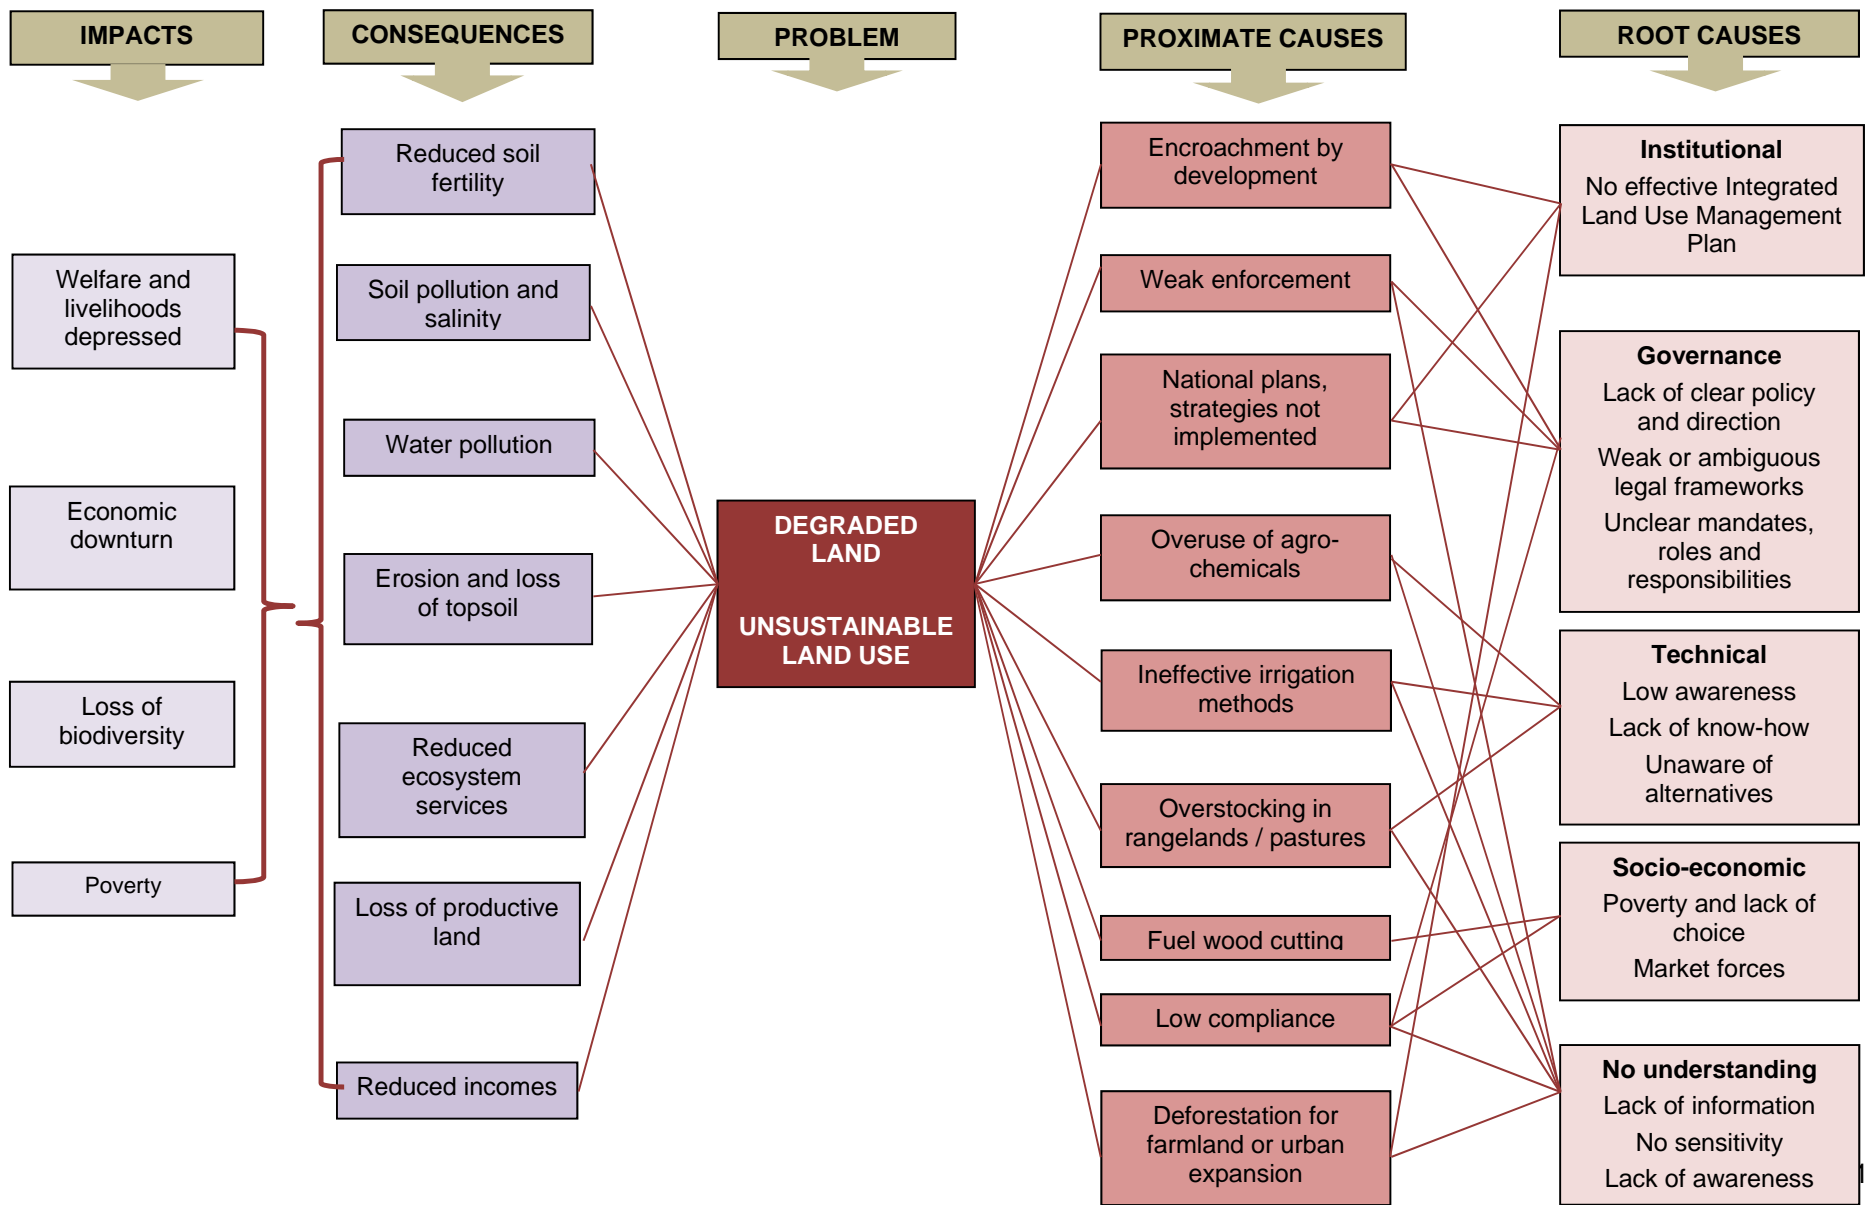 IMPACTS
CONSEQUENCES
PROBLEM
PROXIMATE CAUSES
ROOT CAUSES
Welfare and
livelihoods
depressed
Economic
downturn
Loss of
biodiversity
Poverty
Reduced soil
fertility
Soil pollution and
salinity
Water pollution
Erosion and loss
of topsoil
Reduced
ecosystem
services
Loss of productive
land
Reduced incomes
DEGRADED
LAND
UNSUSTAINABLE
LAND USE
Encroachment by
development
Weak enforcement
National plans,
strategies not
implemented
Overuse of agro-
chemicals
Ineffective irrigation
methods
Overstocking in
rangelands / pastures
Fuel wood cutting
Low compliance
Deforestation for
farmland or urban
expansion
Institutional
No effective Integrated
Land Use Management
Plan
Governance
Lack of clear policy
and direction
Weak or ambiguous
legal frameworks
Unclear mandates,
roles and
responsibilities
Technical
Low awareness
Lack of know-how
Unaware of
alternatives
Socio-economic
Poverty and lack of
choice
Market forces
No understanding
Lack of information
No sensitivity
Lack of awareness